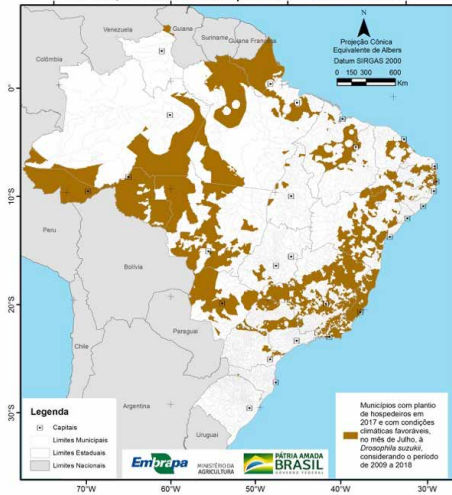 Venezuela
Guiana
Suriname
Guiana Francesa
Colômbia
Projeção Cônica
Equivalente de Albers
Datum SIRGAS 2000
0 150 300 600
Km
0°
10°S
Peru
Bolívia
20°S
Paraguai
Chile
Argentina
30°S
Uruguai
Legenda
Capitais
Limites Municipais
Limites Estaduais
Limites Nacionais
Embrapa
MINISTÉRIO DA
AGRICULTURA
PÁTRIA AMADA
BRASIL
GOVERNO FEDERAL
Municípios com plantio
de hospedeiros em
2017 e com condições
climáticas favoráveis,
no mês de Julho, à
Drosophila suzukii,
considerando o período
de 2009 a 2018
70°W
60°W
50°W
40°W
30°W